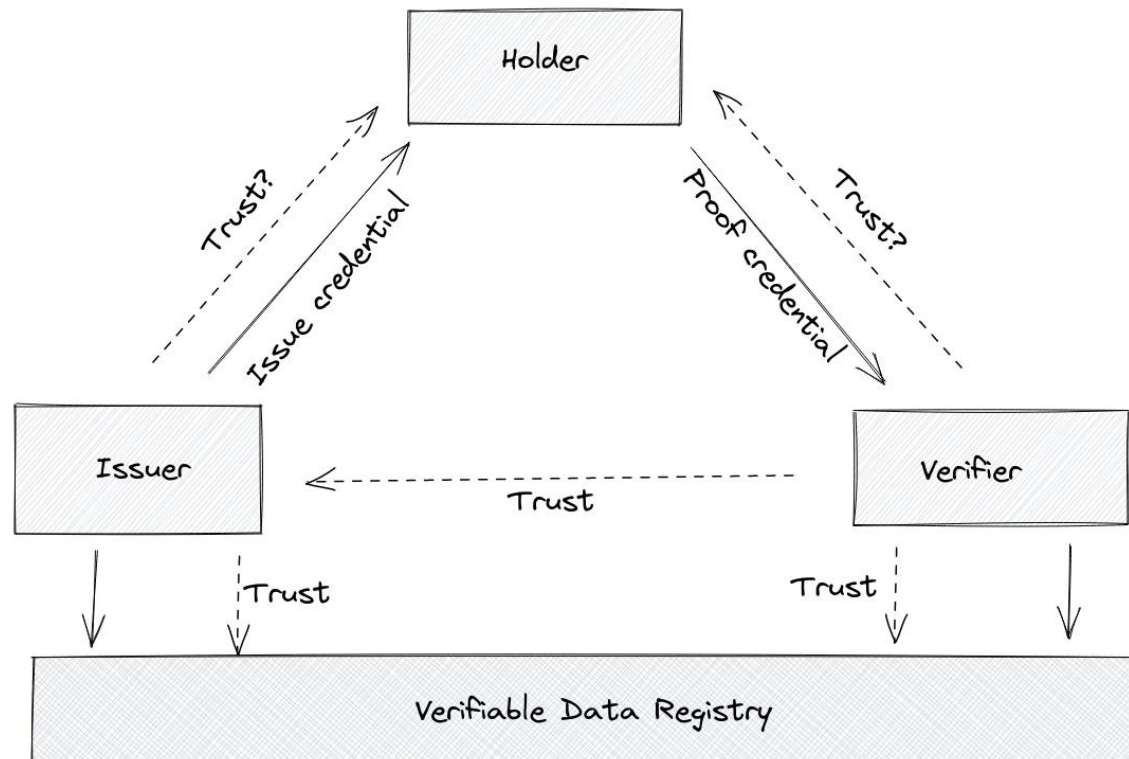 Holder
Trust?
Issue credential
Proof credential
Trust?
Issuer
Trust
Verifier
Trust
Trust
Verifiable Data Registry